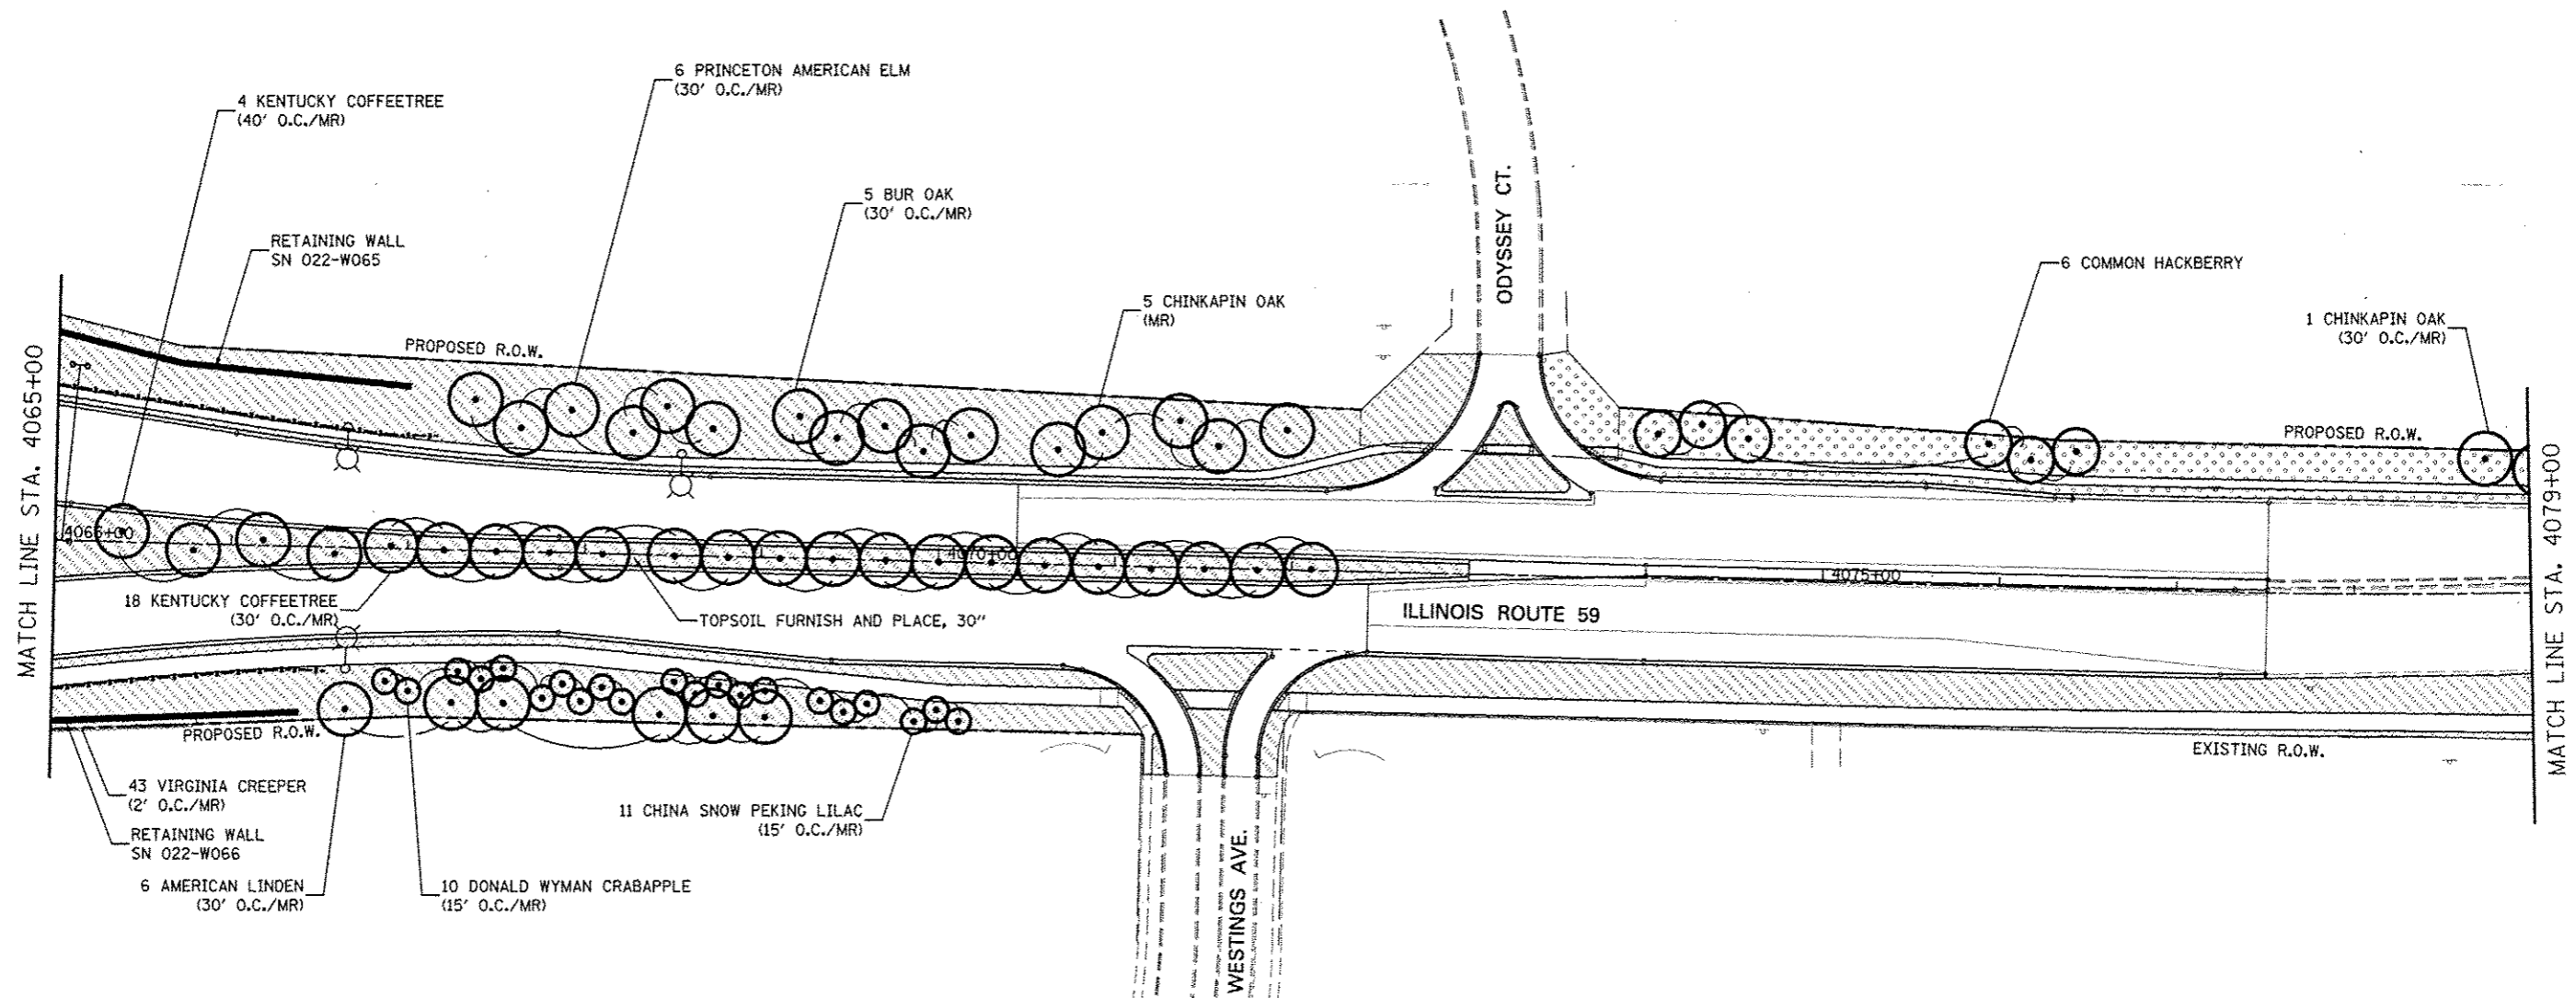 6 PRINCETON AMERICAN ELM
(30' O.C./MR)
4 KENTUCKY COFFEETREE
(40' O.C./MR)
5 BUR OAK
(30' O.C./MR)
RETAINING WALL
SN 022-W065
ODYSSEY CT.
6 COMMON HACKBERRY
5 CHINKAPIN OAK
(MR)
1 CHINKAPIN OAK
(30' O.C./MR)
PROPOSED R.O.W.
PROPOSED R.O.W.
MATCH LINE STA. 4065+00
MATCH LINE STA. 4079+00
4065+00
4070+00
4075+00
18 KENTUCKY COFFEETREE
(30' O.C./MR)
TOPSOIL FURNISH AND PLACE, 30"
ILLINOIS ROUTE 59
PROPOSED R.O.W.
EXISTING R.O.W.
43 VIRGINIA CREEPER
(2' O.C./MR)
11 CHINA SNOW PEKING LILAC
(15' O.C./MR)
RETAINING WALL
SN 022-W066
6 AMERICAN LINDEN
(30' O.C./MR)
10 DONALD WYMAN CRABAPPLE
(15' O.C./MR)
WESTINGS AVE.